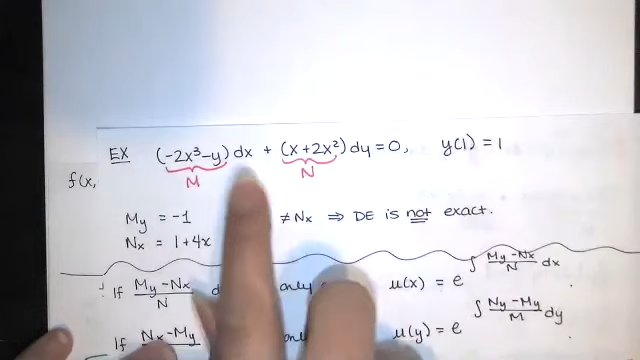 EX (-2x³-y) dx + (x+2x²) dy = 0, y(1) = 1
M N
f(x,
My = -1 ≠ Nx ⇒ DE is not exact.
Nx = 1+4x
If My-Nx/N only μ(x) = e^∫ My-Nx/N dx
If Nx-My only μ(y) = e^∫ Ny-My/M dy